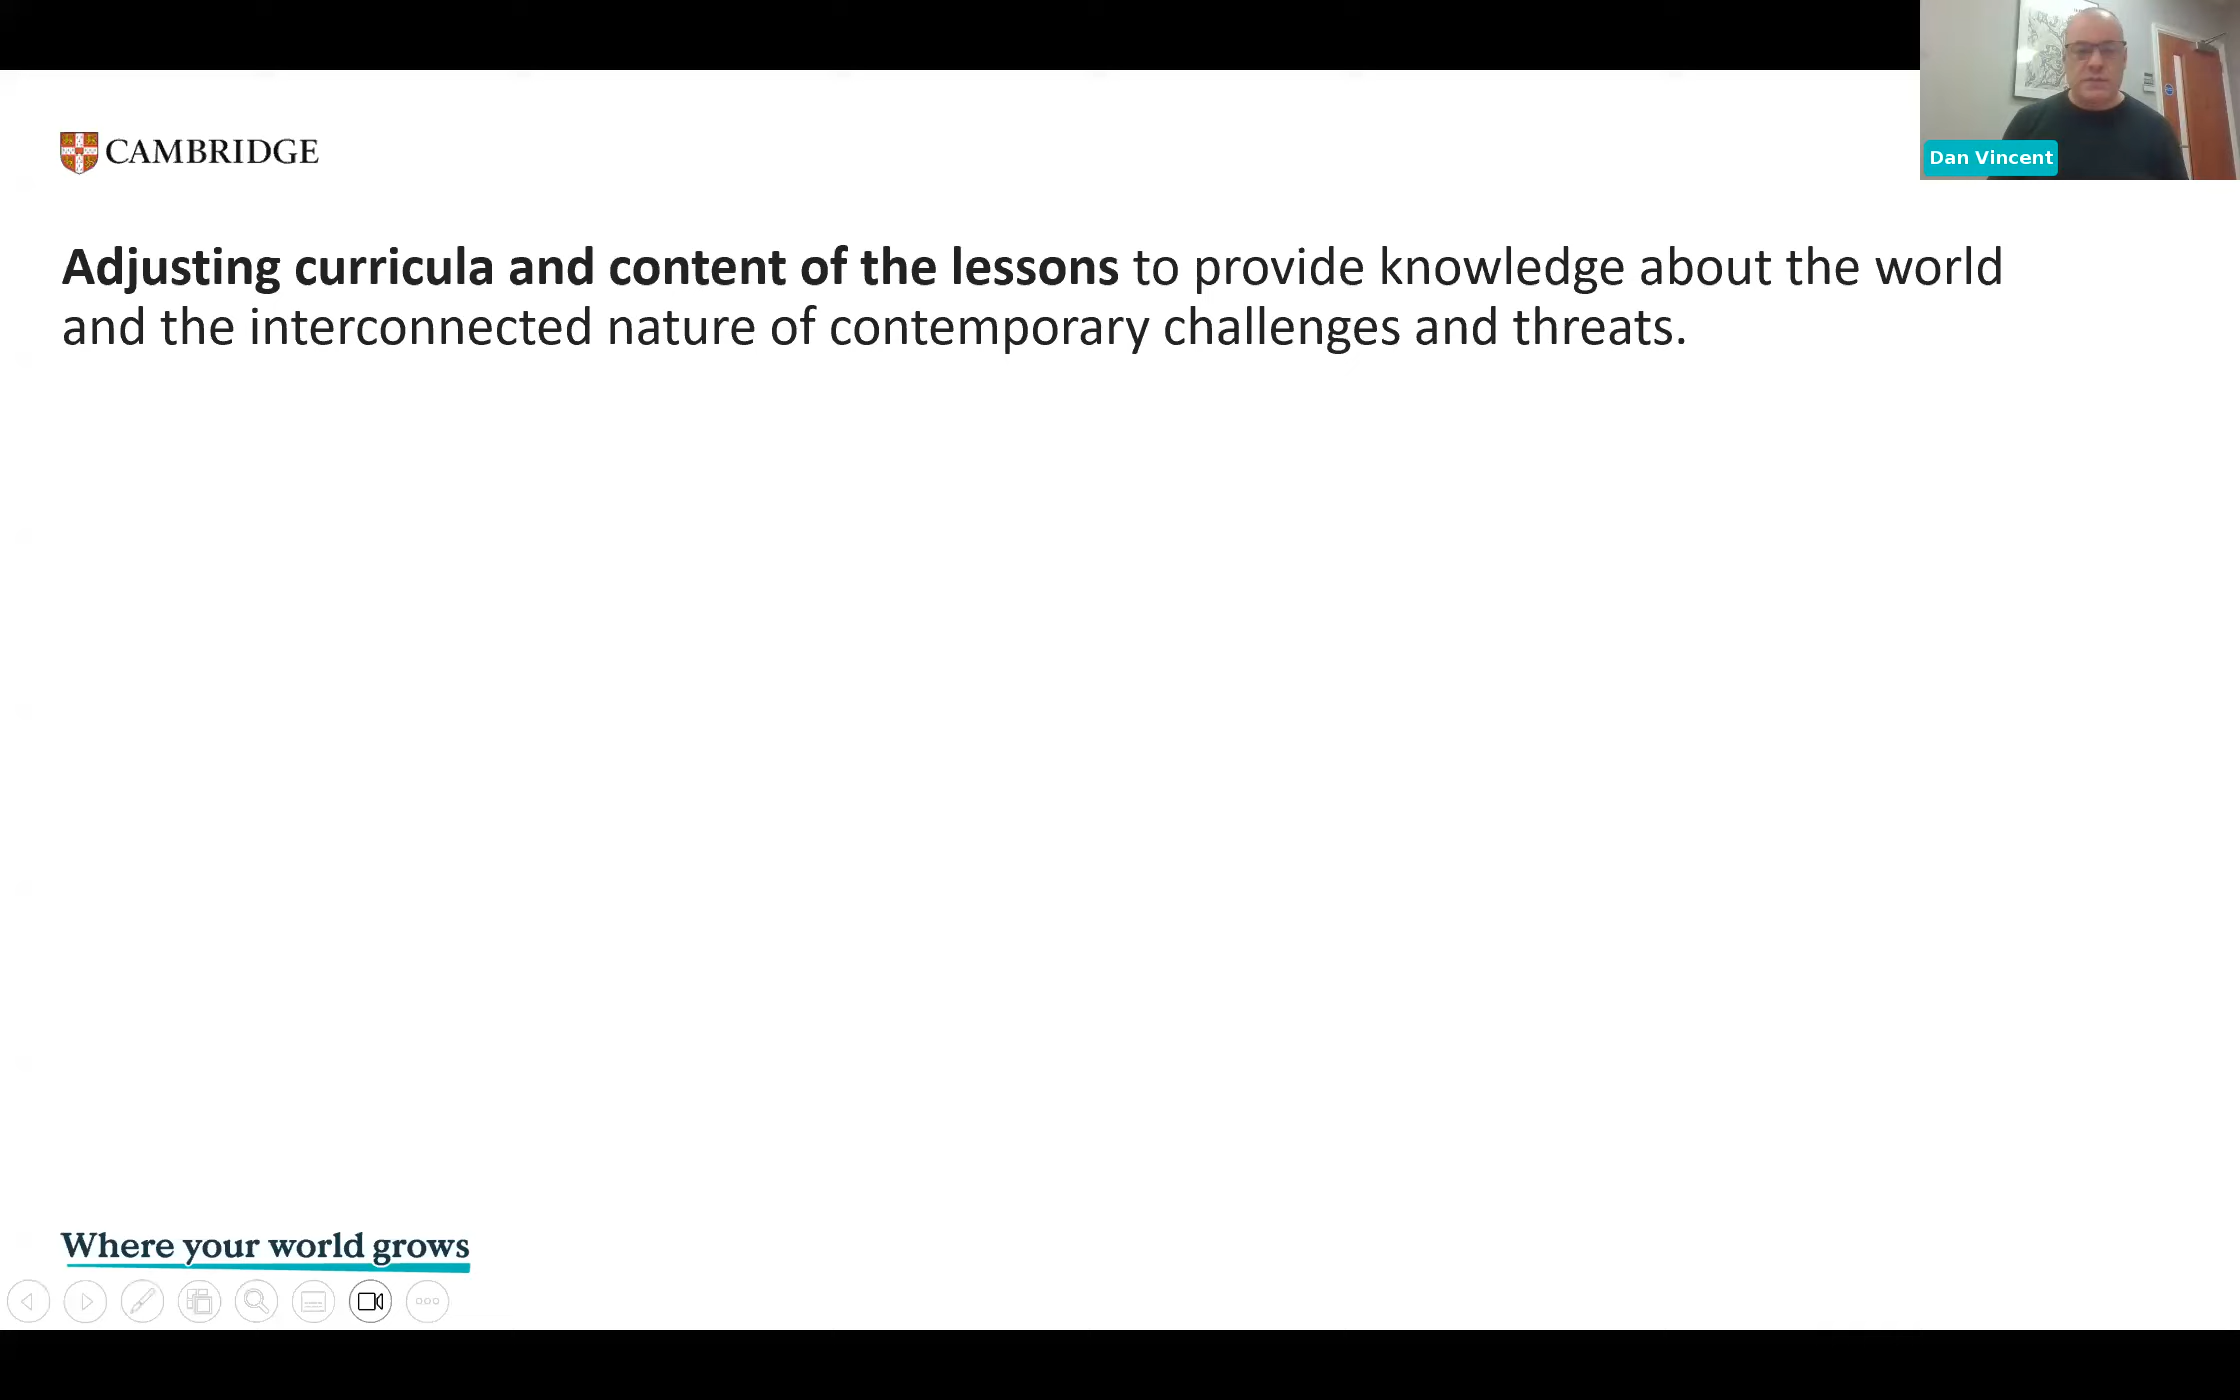 Dan Vincent
CAMBRIDGE
Adjusting curricula and content of the lessons to provide knowledge about the world
and the interconnected nature of contemporary challenges and threats.
Where your world grows